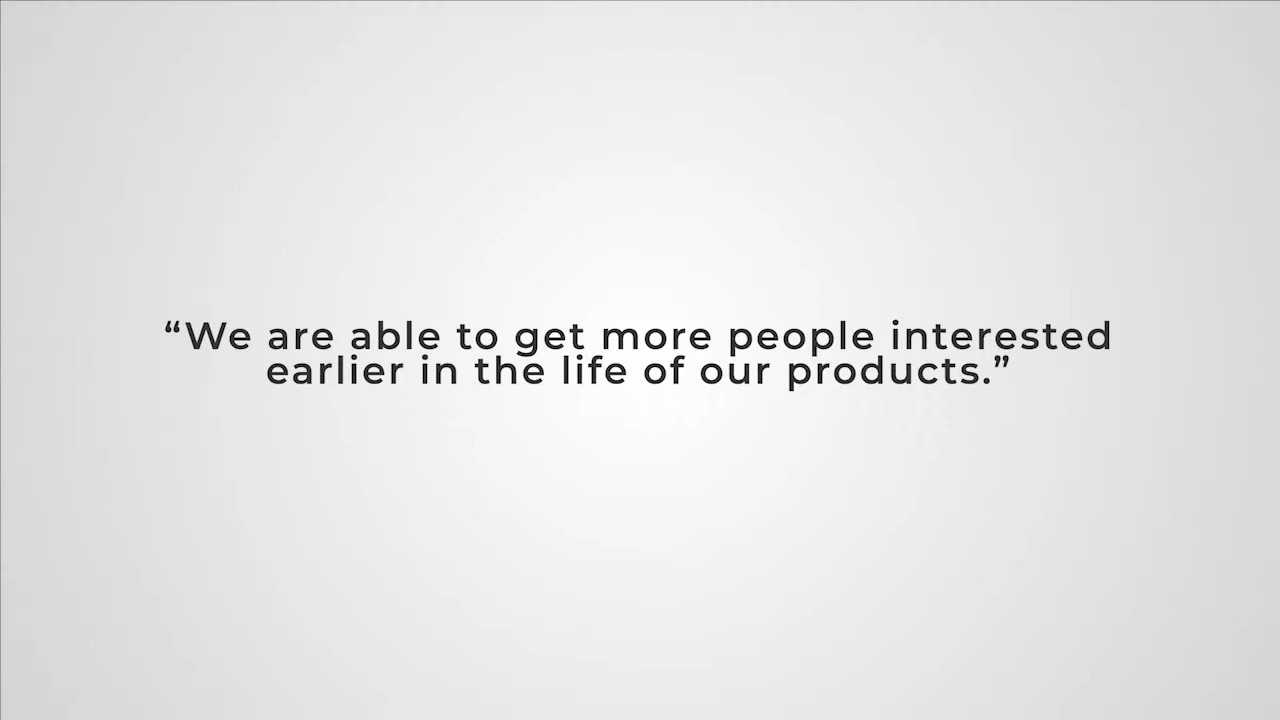 “We are able to get more people interested
earlier in the life of our products.”